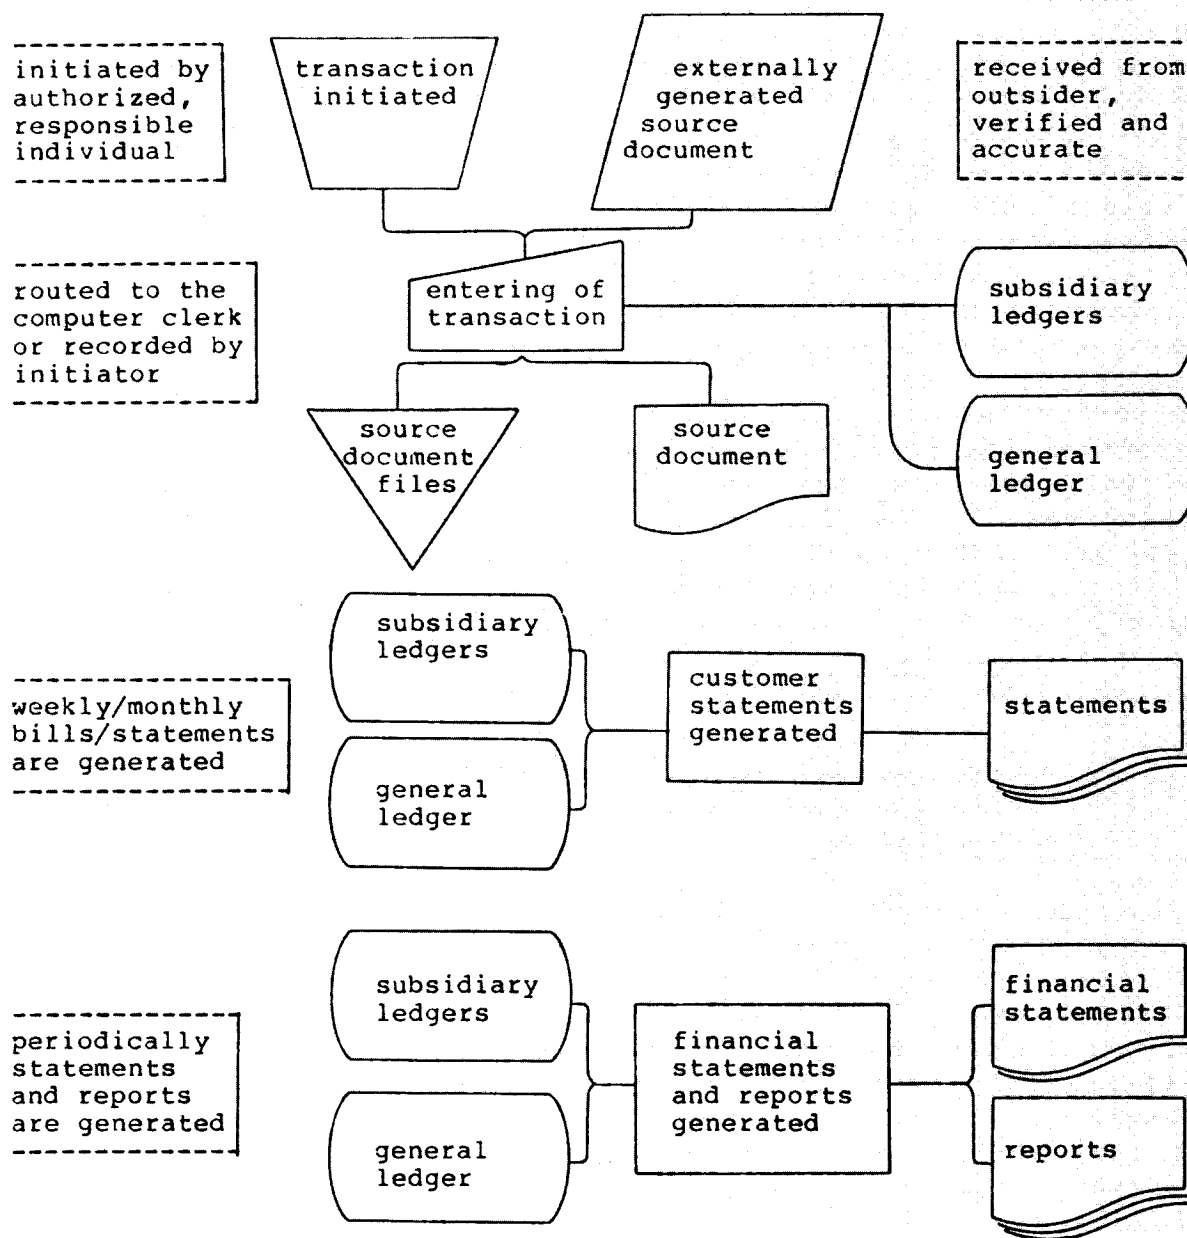 initiated by
authorized,
responsible
individual
transaction
initiated
externally
generated
source
document
received from
outsider,
verified and
accurate
routed to the
computer clerk
or recorded by
initiator
entering of
transaction
subsidiary
ledgers
source
document
files
source
document
general
ledger
weekly/monthly
bills/statements
are generated
subsidiary
ledgers
general
ledger
customer
statements
generated
statements
periodically
statements
and reports
are generated
subsidiary
ledgers
general
ledger
financial
statements
and reports
generated
financial
statements
reports